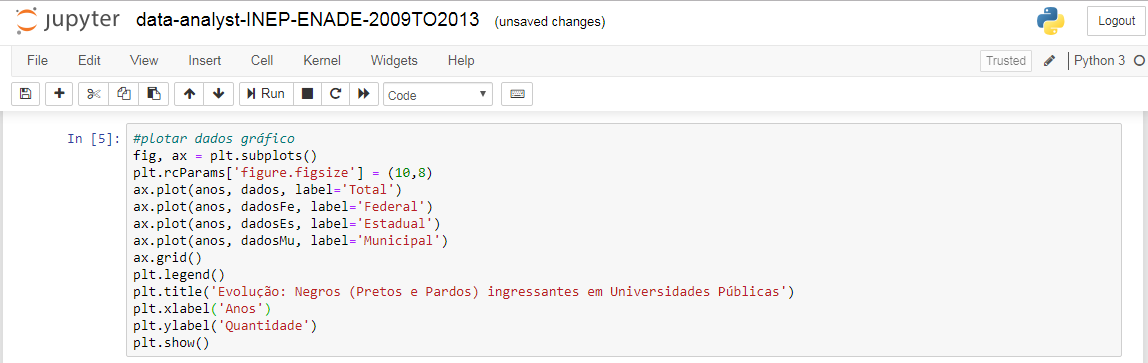 jupyter data-analyst-INEP-ENADE-2009TO2013 (unsaved changes) Logout
File Edit View Insert Cell Kernel Widgets Help Trusted Python 3
Run Code
In [5]: #plotar dados gráfico
fig, ax = plt.subplots()
plt.rcParams['figure.figsize'] = (10,8)
ax.plot(anos, dados, label='Total')
ax.plot(anos, dadosFe, label='Federal')
ax.plot(anos, dadosEs, label='Estadual')
ax.plot(anos, dadosMu, label='Municipal')
ax.grid()
plt.legend()
plt.title('Evolução: Negros (Pretos e Pardos) ingressantes em Universidades Públicas')
plt.xlabel('Anos')
plt.ylabel('Quantidade')
plt.show()